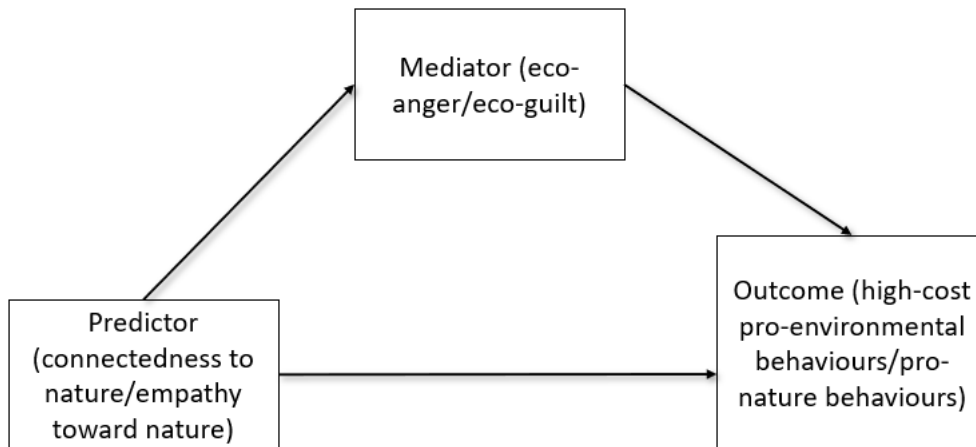 Mediator (eco-
anger/eco-guilt)
Predictor
(connectedness to
nature/empathy
toward nature)
Outcome (high-cost
pro-environmental
behaviours/pro-
nature behaviours)